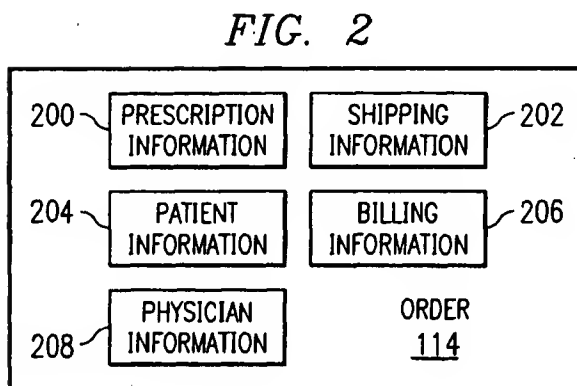 FIG. 2
200 PRESCRIPTION INFORMATION
SHIPPING INFORMATION 202
204 PATIENT INFORMATION
BILLING INFORMATION 206
208 PHYSICIAN INFORMATION
ORDER
114